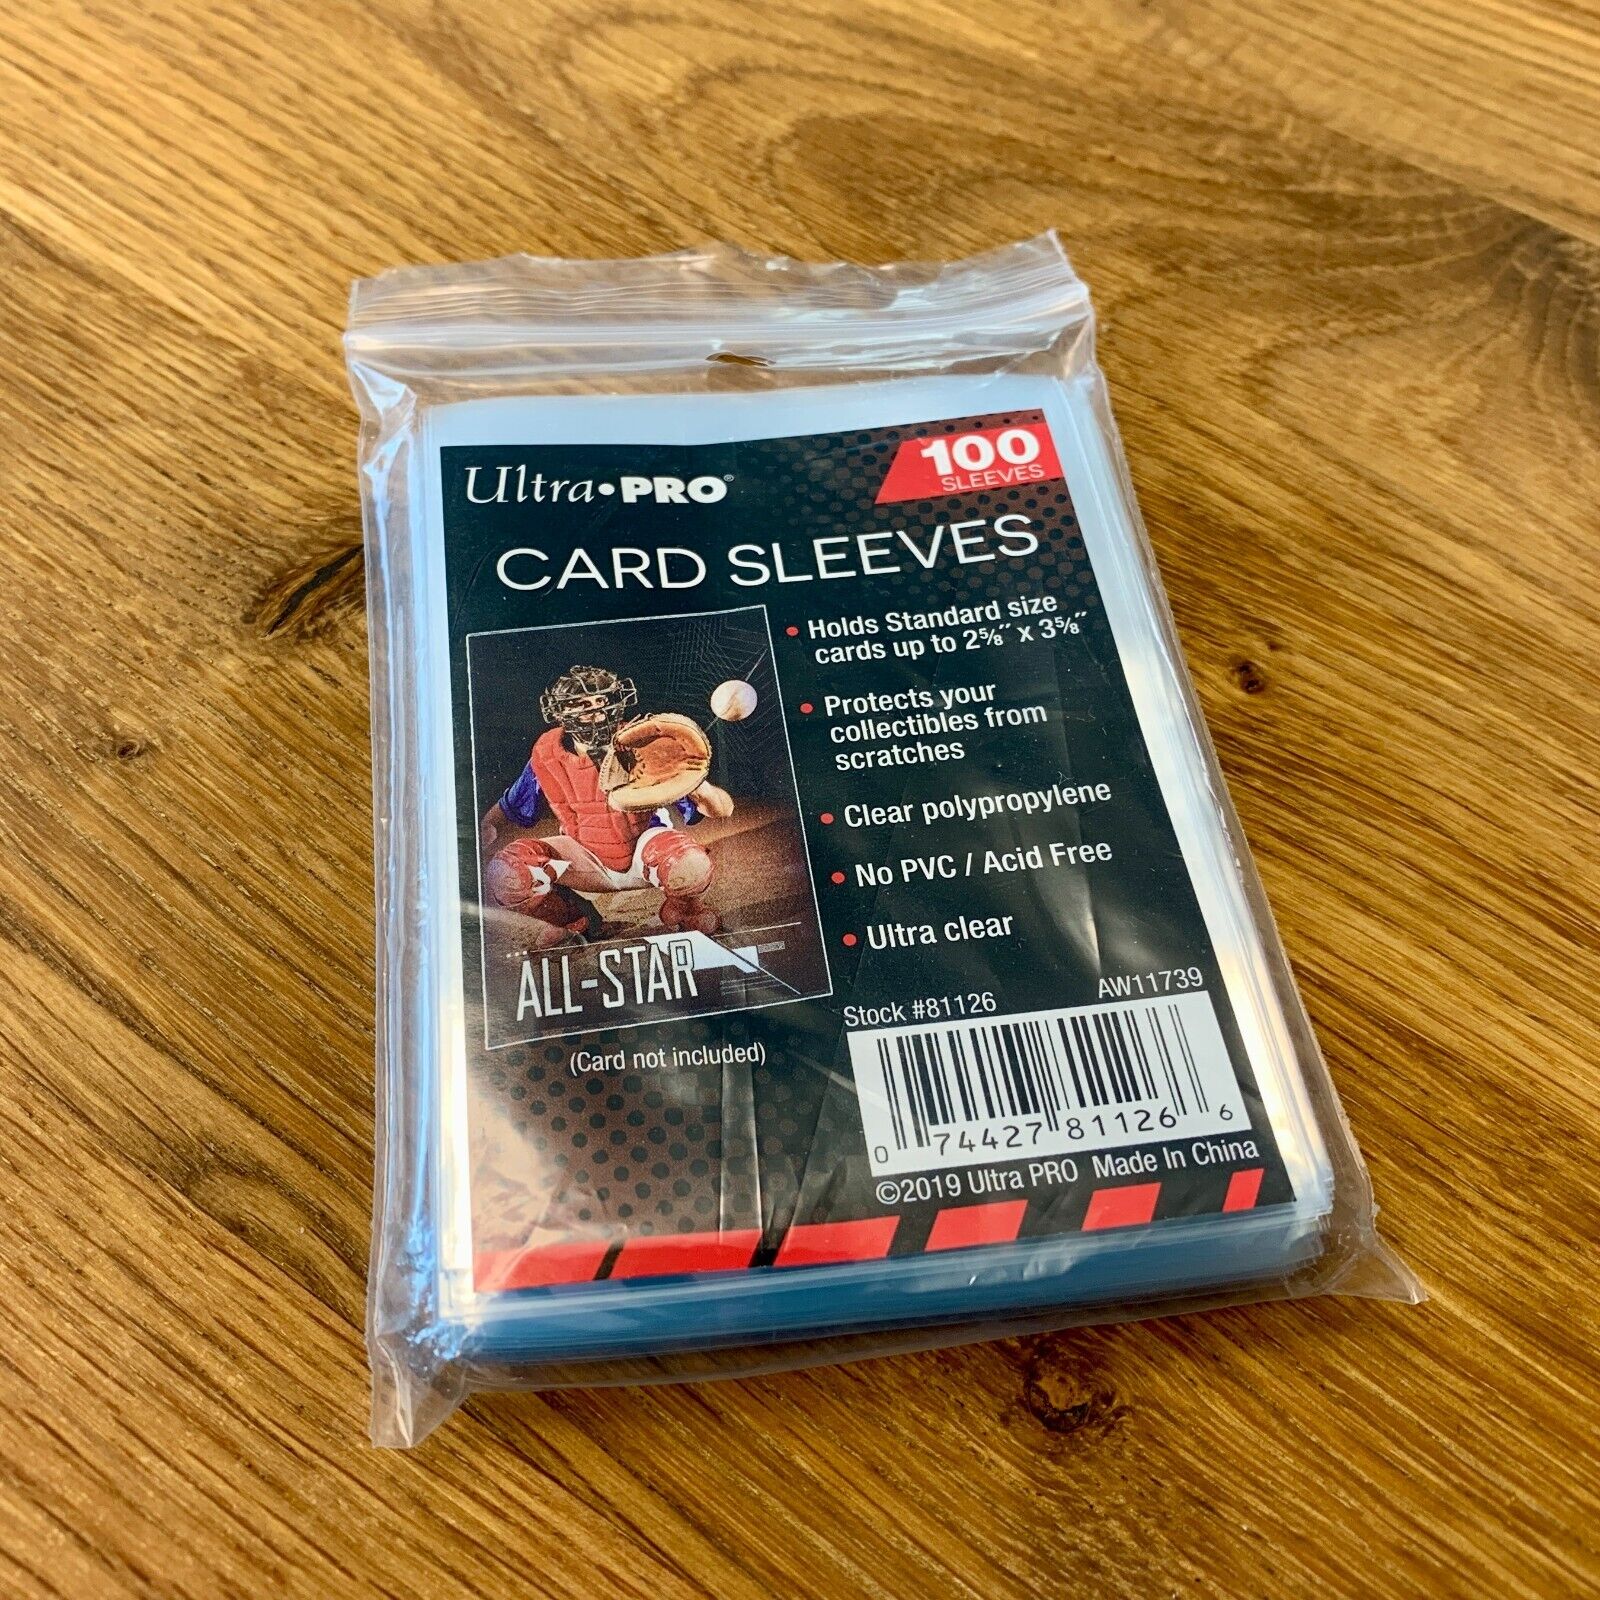 Ultra•PRO®
100
SLEEVES
CARD SLEEVES
• Holds Standard size
cards up to 2⅝″ x 3⅝″
• Protects your
collectibles from
scratches
• Clear polypropylene
• No PVC / Acid Free
• Ultra clear
ALL-STAR
(Card not included)
Stock #81126
AW11739
0 74427 81126 6
©2019 Ultra PRO Made In China